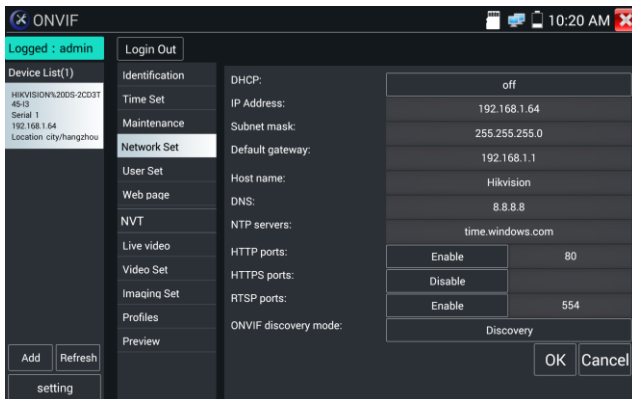 ONVIF
10:20 AM
Logged : admin
Login Out
Device List(1)
HIKVISION%20DS-2CD3T
45-I3
Serial 1
192.168.1.64
Location city/hangzhou
Add
Refresh
setting
Identification
Time Set
Maintenance
Network Set
User Set
Web page
NVT
Live video
Video Set
Imaging Set
Profiles
Preview
DHCP: off
IP Address: 192.168.1.64
Subnet mask: 255.255.255.0
Default gateway: 192.168.1.1
Host name: Hikvision
DNS: 8.8.8.8
NTP servers: time.windows.com
HTTP ports: Enable 80
HTTPS ports: Disable
RTSP ports: Enable 554
ONVIF discovery mode: Discovery
OK Cancel